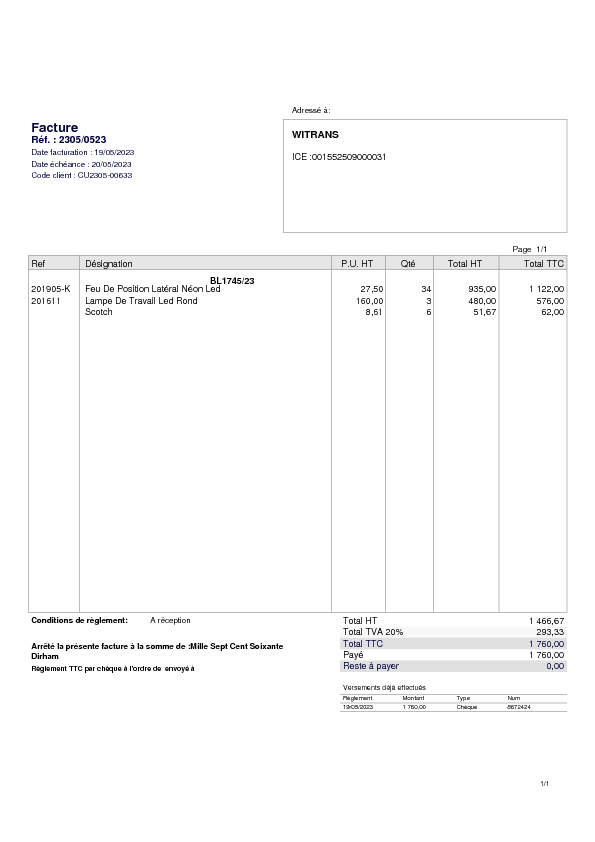 Adressé à:
Facture
Réf. : 2305/0523
Date facturation : 19/05/2023
Date échéance : 20/05/2023
Code client : CU2305-00633
WITRANS
ICE :001552509000031
Page 1/1
Ref Désignation P.U. HT Qté Total HT Total TTC
BL1745/23
201905-K Feu De Position Latéral Néon Led 27,50 34 935,00 1 122,00
201611 Lampe De Travail Led Rond 160,00 3 480,00 576,00
Scotch 8,61 6 51,67 62,00
Conditions de règlement: A réception
Arrêté la présente facture à la somme de :Mille Sept Cent Soixante
Dirham
Règlement TTC par chèque à l'ordre de envoyé à
Total HT 1 466,67
Total TVA 20% 293,33
Total TTC 1 760,00
Payé 1 760,00
Reste à payer 0,00
Versements déjà effectués
Règlement Montant Type Num
19/05/2023 1 760,00 Chèque 8672424
1/1